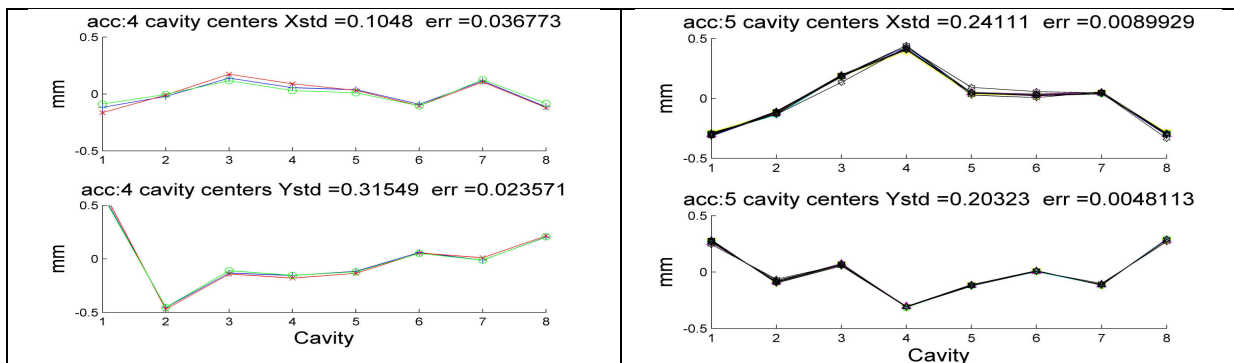 acc:4 cavity centers Xstd =0.1048 err =0.036773
0.5
mm
0
-0.5
1 2 3 4 5 6 7 8
acc:4 cavity centers Ystd =0.31549 err =0.023571
0.5
mm
0
-0.5
1 2 3 4 5 6 7 8
Cavity
acc:5 cavity centers Xstd =0.24111 err =0.0089929
0.5
mm
0
-0.5
1 2 3 4 5 6 7 8
acc:5 cavity centers Ystd =0.20323 err =0.0048113
0.5
mm
0
-0.5
1 2 3 4 5 6 7 8
Cavity